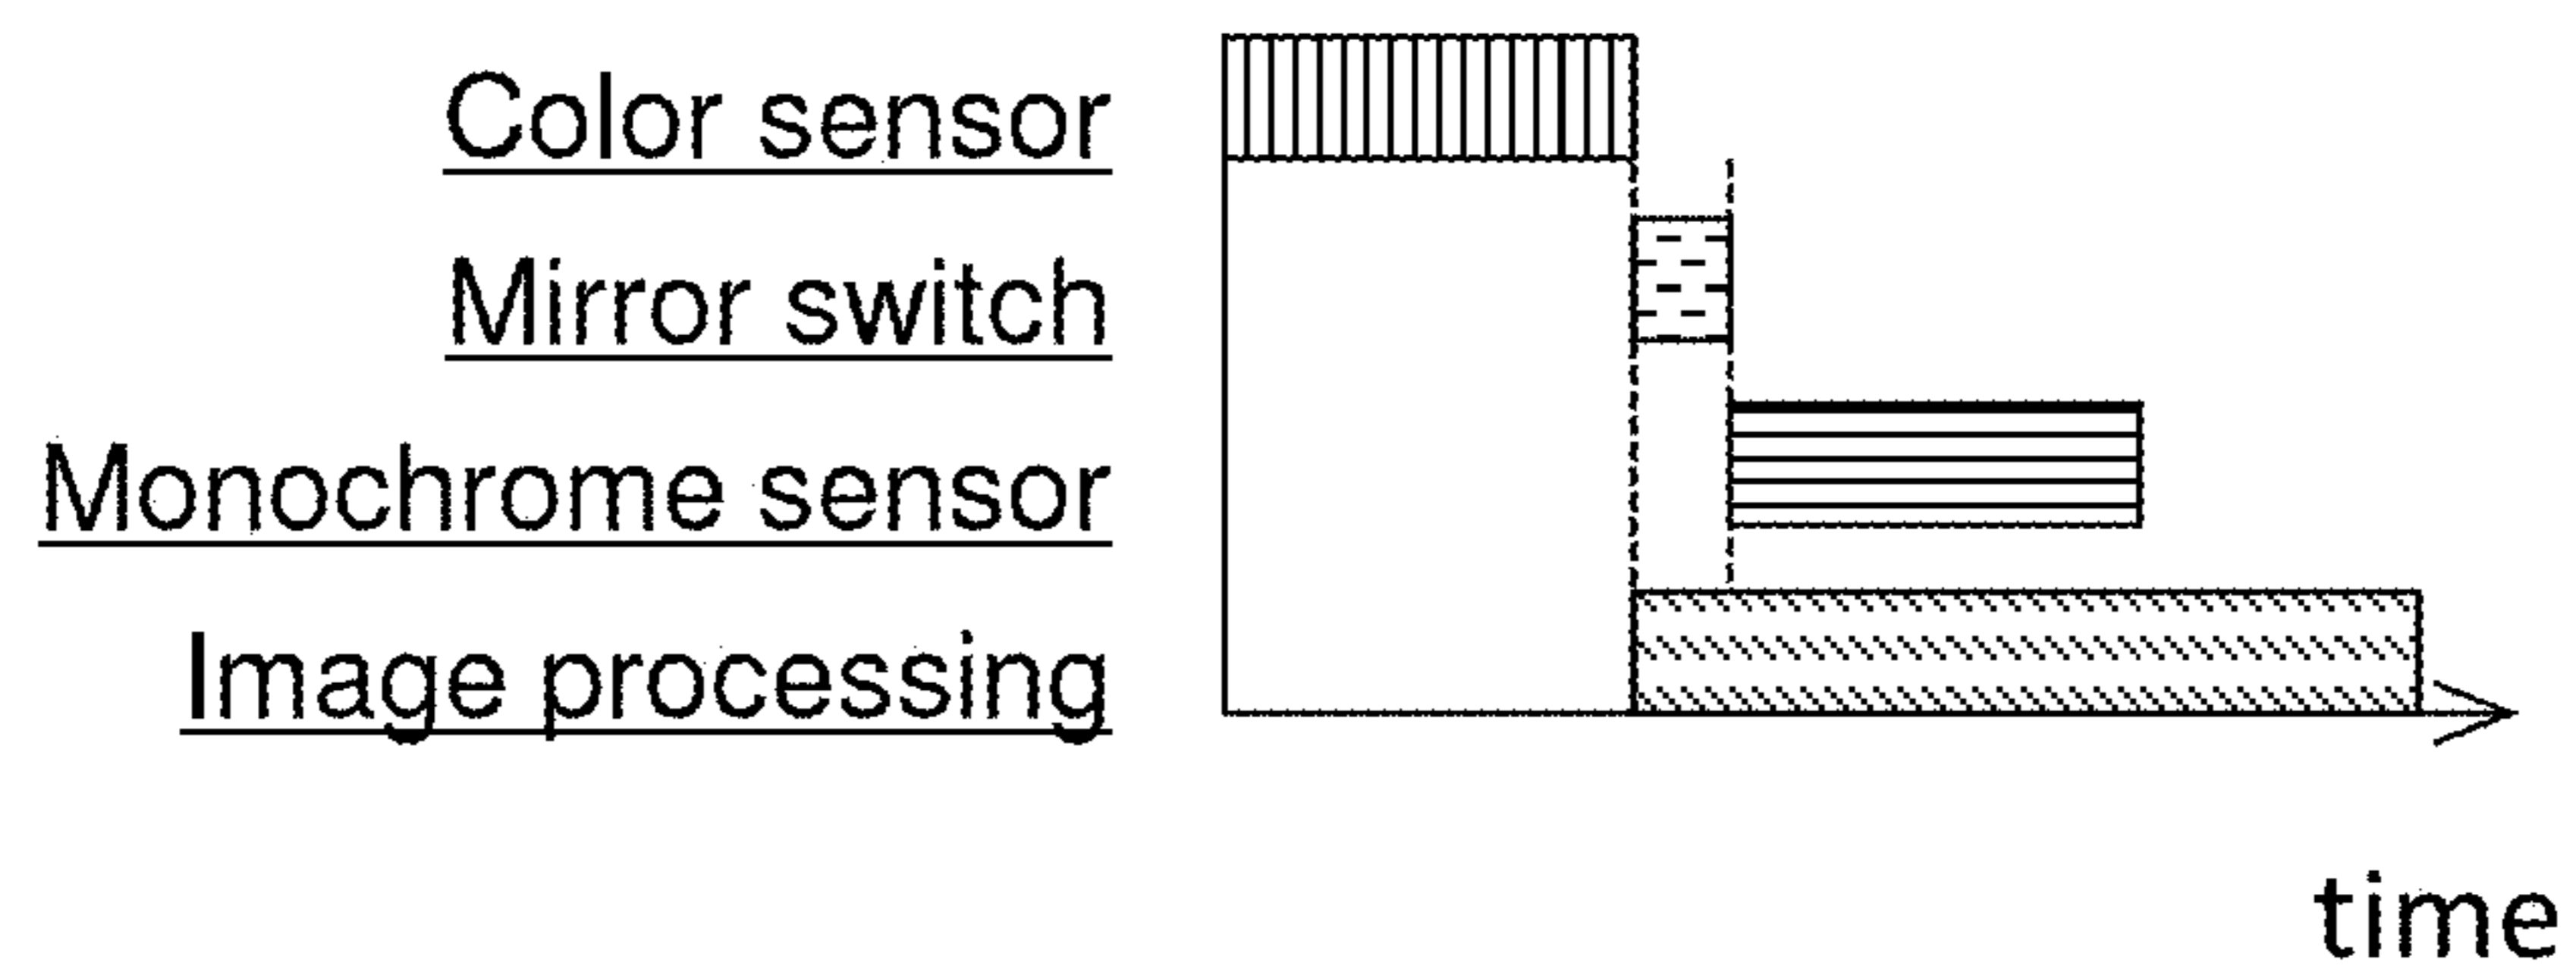 Color sensor
Mirror switch
Monochrome sensor
Image processing
time